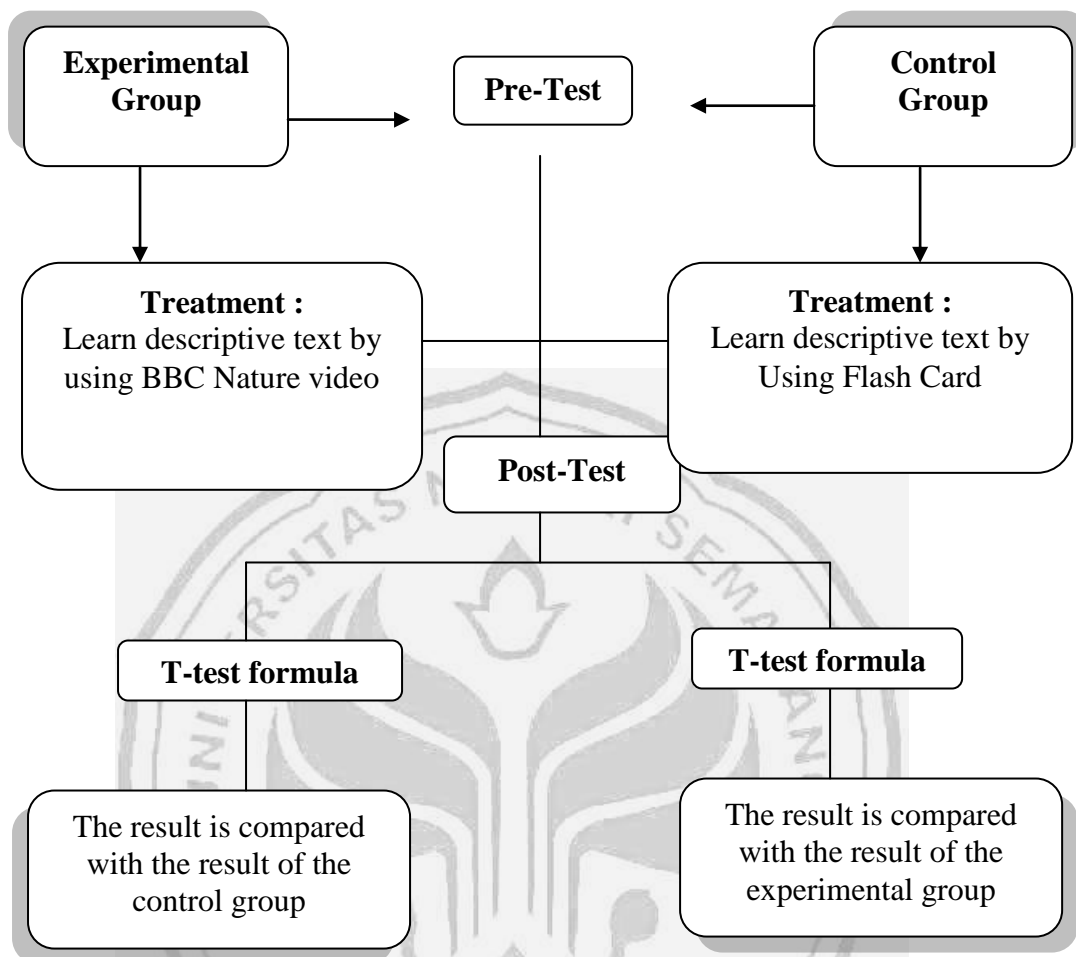 Experimental
Group
Pre-Test
Control
Group
Treatment :
Learn descriptive text by
using BBC Nature video
Treatment :
Learn descriptive text by
Using Flash Card
Post-Test
T-test formula
T-test formula
The result is compared
with the result of the
control group
The result is compared
with the result of the
experimental group